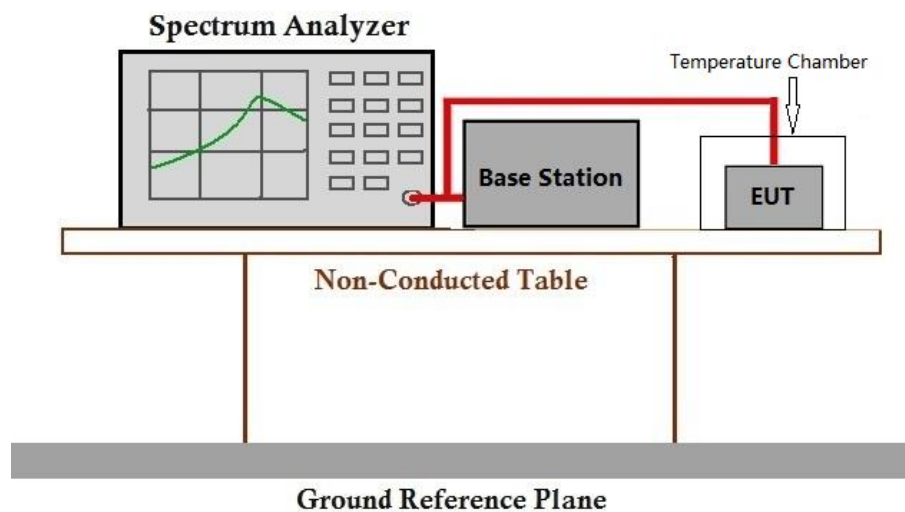 Spectrum Analyzer
Temperature Chamber
Base Station
EUT
Non-Conducted Table
Ground Reference Plane